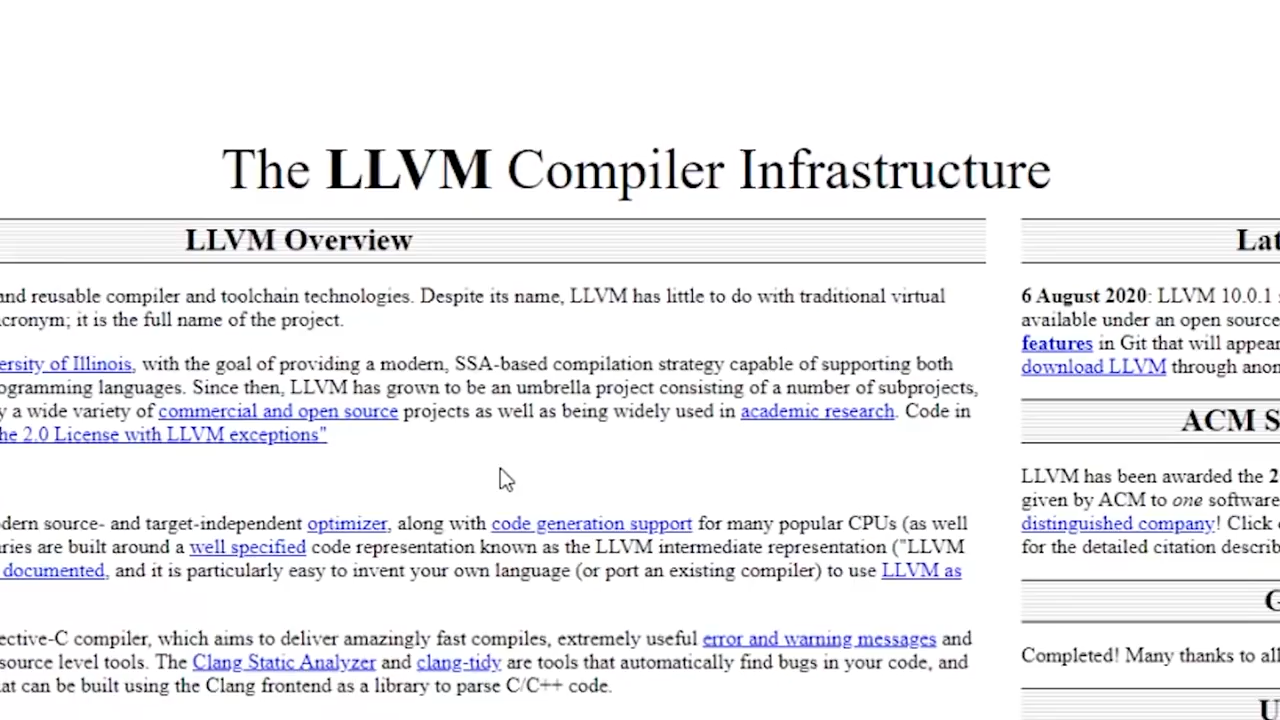 The LLVM Compiler Infrastructure
LLVM Overview
and reusable compiler and toolchain technologies. Despite its name, LLVM has little to do with traditional virtual
acronym; it is the full name of the project.
ersity of Illinois, with the goal of providing a modern, SSA-based compilation strategy capable of supporting both
ogramming languages. Since then, LLVM has grown to be an umbrella project consisting of a number of subprojects,
y a wide variety of commercial and open source projects as well as being widely used in academic research. Code in
he 2.0 License with LLVM exceptions"
dern source- and target-independent optimizer, along with code generation support for many popular CPUs (as well
ries are built around a well specified code representation known as the LLVM intermediate representation ("LLVM
documented, and it is particularly easy to invent your own language (or port an existing compiler) to use LLVM as
ective-C compiler, which aims to deliver amazingly fast compiles, extremely useful error and warning messages and
source level tools. The Clang Static Analyzer and clang-tidy are tools that automatically find bugs in your code, and
at can be built using the Clang frontend as a library to parse C/C++ code.
Lat
6 August 2020: LLVM 10.0.1
available under an open source
features in Git that will appear
download LLVM through anon
ACM S
LLVM has been awarded the 2
given by ACM to one software
distinguished company! Click
for the detailed citation describ
G
Completed! Many thanks to all
U